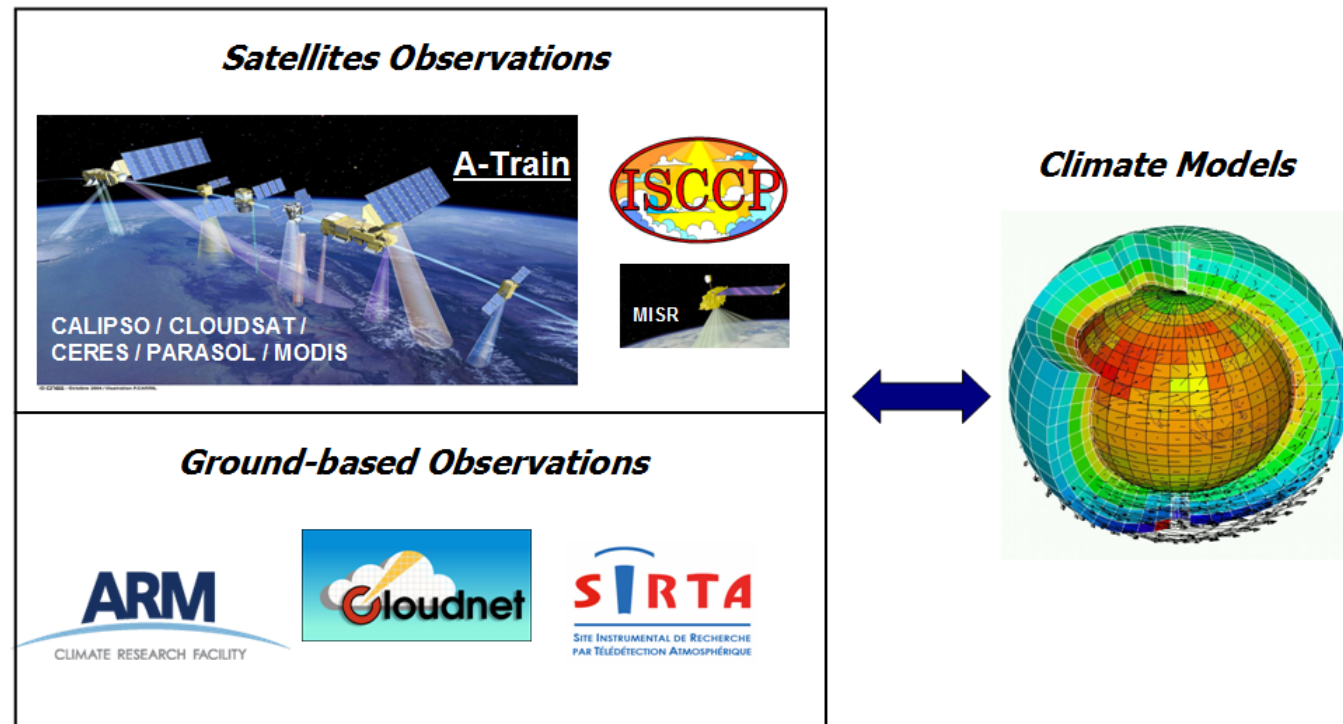 Satellites Observations
A-Train
CALIPSO / CLOUDSAT /
CERES / PARASOL / MODIS
ISCCP
MISR
Climate Models
Ground-based Observations
ARM
CLIMATE RESEARCH FACILITY
Cloudnet
SIRTA
SITE INSTRUMENTAL DE RECHERCHE
PAR TÉLÉDÉTECTION ATMOSPHÉRIQUE